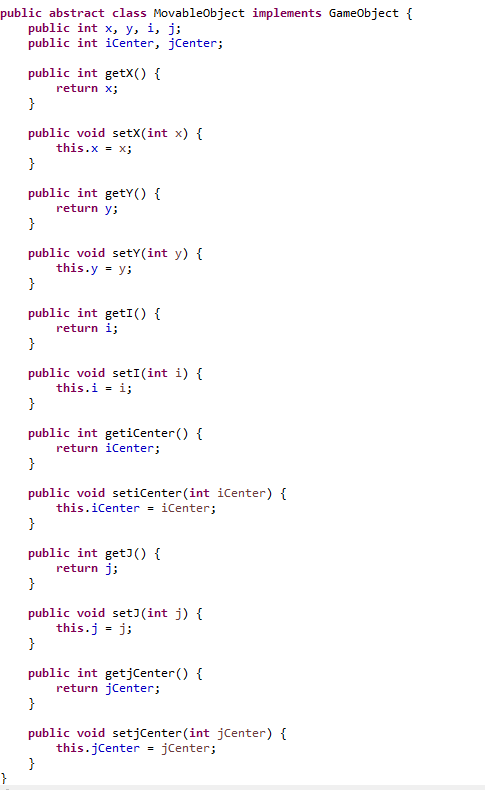 public abstract class MovableObject implements GameObject {
    public int x, y, i, j;
    public int iCenter, jCenter;

    public int getX() {
        return x;
    }

    public void setX(int x) {
        this.x = x;
    }

    public int getY() {
        return y;
    }

    public void setY(int y) {
        this.y = y;
    }

    public int getI() {
        return i;
    }

    public void setI(int i) {
        this.i = i;
    }

    public int getiCenter() {
        return iCenter;
    }

    public void setiCenter(int iCenter) {
        this.iCenter = iCenter;
    }

    public int getJ() {
        return j;
    }

    public void setJ(int j) {
        this.j = j;
    }

    public int getjCenter() {
        return jCenter;
    }

    public void setjCenter(int jCenter) {
        this.jCenter = jCenter;
    }
}